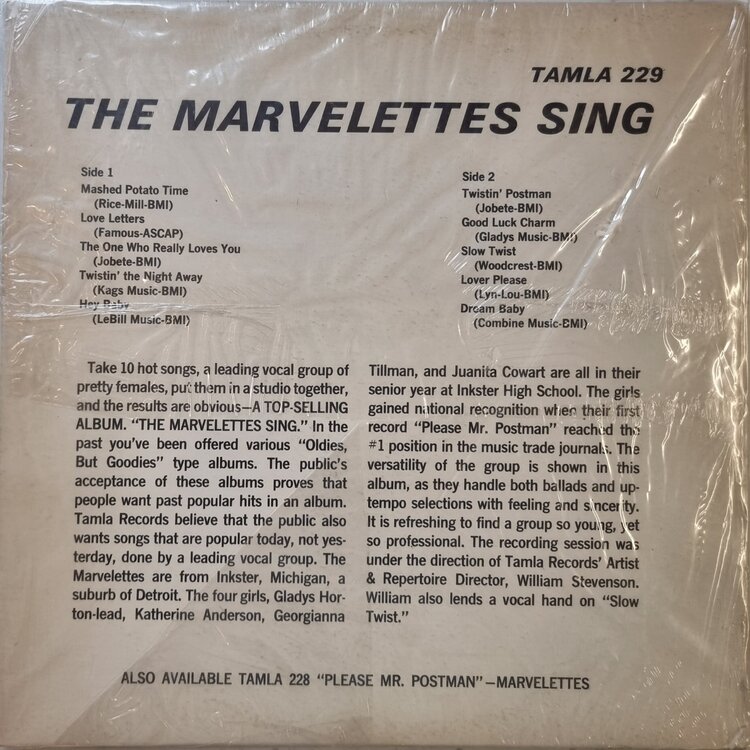 TAMLA 229
THE MARVELETTES SING
Side 1
Mashed Potato Time
(Rice-Mill-BMI)
Love Letters
(Famous-ASCAP)
The One Who Really Loves You
(Jobete-BMI)
Twistin' the Night Away
(Kags Music-BMI)
Hey Baby
(LeBill Music-BMI)
Side 2
Twistin' Postman
(Jobete-BMI)
Good Luck Charm
(Gladys Music-BMI)
Slow Twist
(Woodcrest-BMI)
Lover Please
(Lyn-Lou-BMI)
Dream Baby
(Combine Music-BMI)
Take 10 hot songs, a leading vocal group of
pretty females, put them in a studio together,
and the results are obvious—A TOP-SELLING
ALBUM. "THE MARVELETTES SING." In the
past you've been offered various "Oldies,
But Goodies" type albums. The public's
acceptance of these albums proves that
people want past popular hits in an album.
Tamla Records believe that the public also
wants songs that are popular today, not yes-
terday, done by a leading vocal group. The
Marvelettes are from Inkster, Michigan, a
suburb of Detroit. The four girls, Gladys Hor-
ton-lead, Katherine Anderson, Georgianna
Tillman, and Juanita Cowart are all in their
senior year at Inkster High School. The girls
gained national recognition when their first
record "Please Mr. Postman" reached the
#1 position in the music trade journals. The
versatility of the group is shown in this
album, as they handle both ballads and up-
tempo selections with feeling and sincerity.
It is refreshing to find a group so young, yet
so professional. The recording session was
under the direction of Tamla Records' Artist
& Repertoire Director, William Stevenson.
William also lends a vocal hand on "Slow
Twist."
ALSO AVAILABLE TAMLA 228 "PLEASE MR. POSTMAN"—MARVELETTES